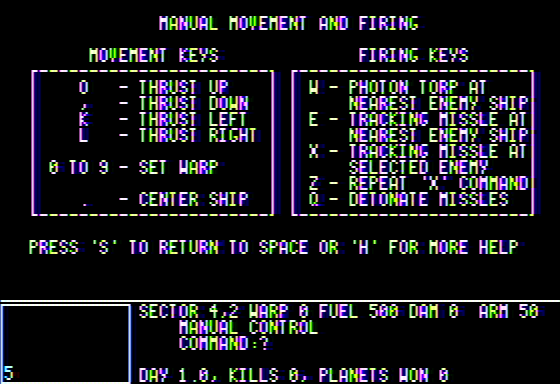 MANUAL MOVEMENT AND FIRING
MOVEMENT KEYS
O - THRUST UP
, - THRUST DOWN
K - THRUST LEFT
L - THRUST RIGHT
0 TO 9 - SET WARP
. - CENTER SHIP
FIRING KEYS
W - PHOTON TORP AT
NEAREST ENEMY SHIP
E - TRACKING MISSLE AT
NEAREST ENEMY SHIP
X - TRACKING MISSLE AT
SELECTED ENEMY
Z - REPEAT 'X' COMMAND
Q - DETONATE MISSLES
PRESS 'S' TO RETURN TO SPACE OR 'H' FOR MORE HELP
SECTOR 4,2 WARP 0 FUEL 500 DAM 0 ARM 50
MANUAL CONTROL
COMMAND:?
5
DAY 1.0, KILLS 0, PLANETS WON 0